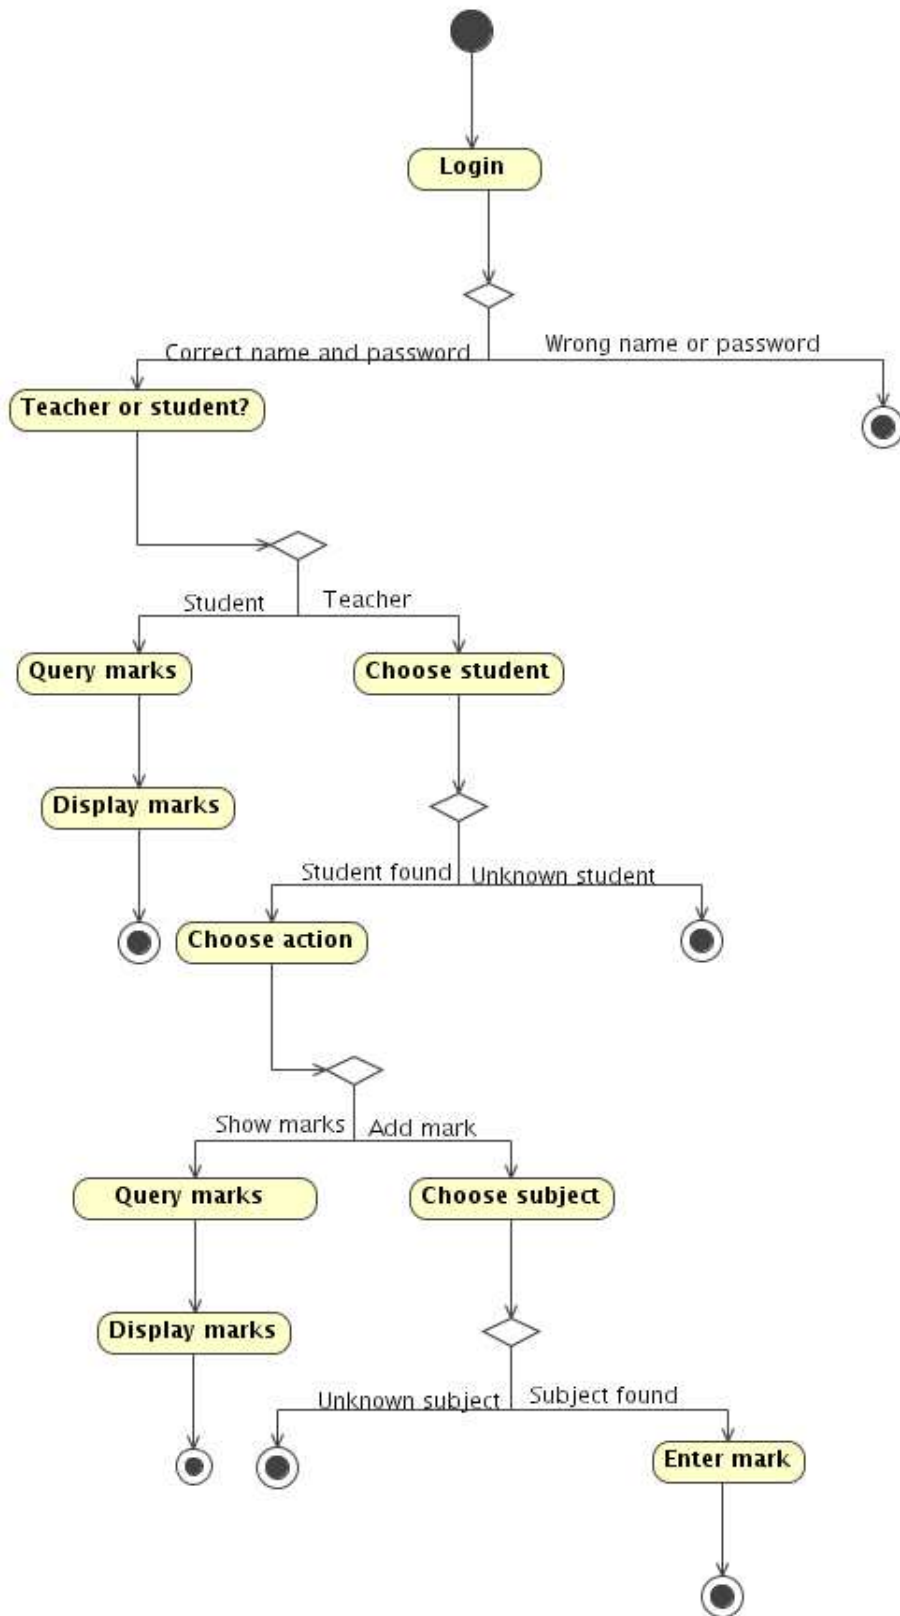 Login
Correct name and password
Wrong name or password
Teacher or student?
Student
Teacher
Query marks
Choose student
Display marks
Student found
Unknown student
Choose action
Show marks
Add mark
Query marks
Choose subject
Display marks
Unknown subject
Subject found
Enter mark